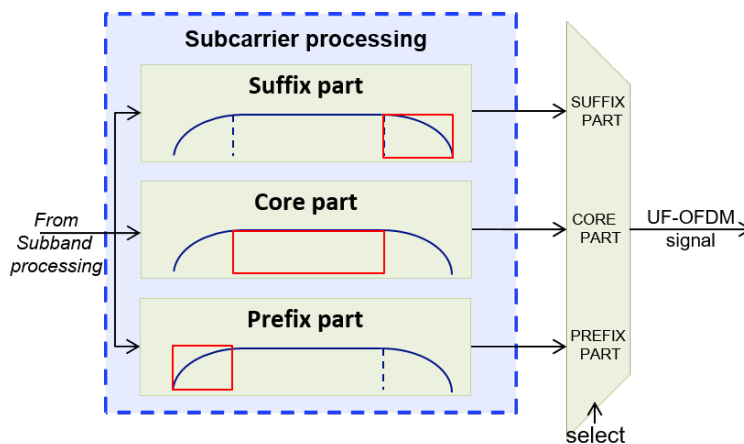 Subcarrier processing
Suffix part
SUFFIX
PART
Core part
From
Subband
processing
CORE
PART
UF-OFDM
signal
Prefix part
PREFIX
PART
select